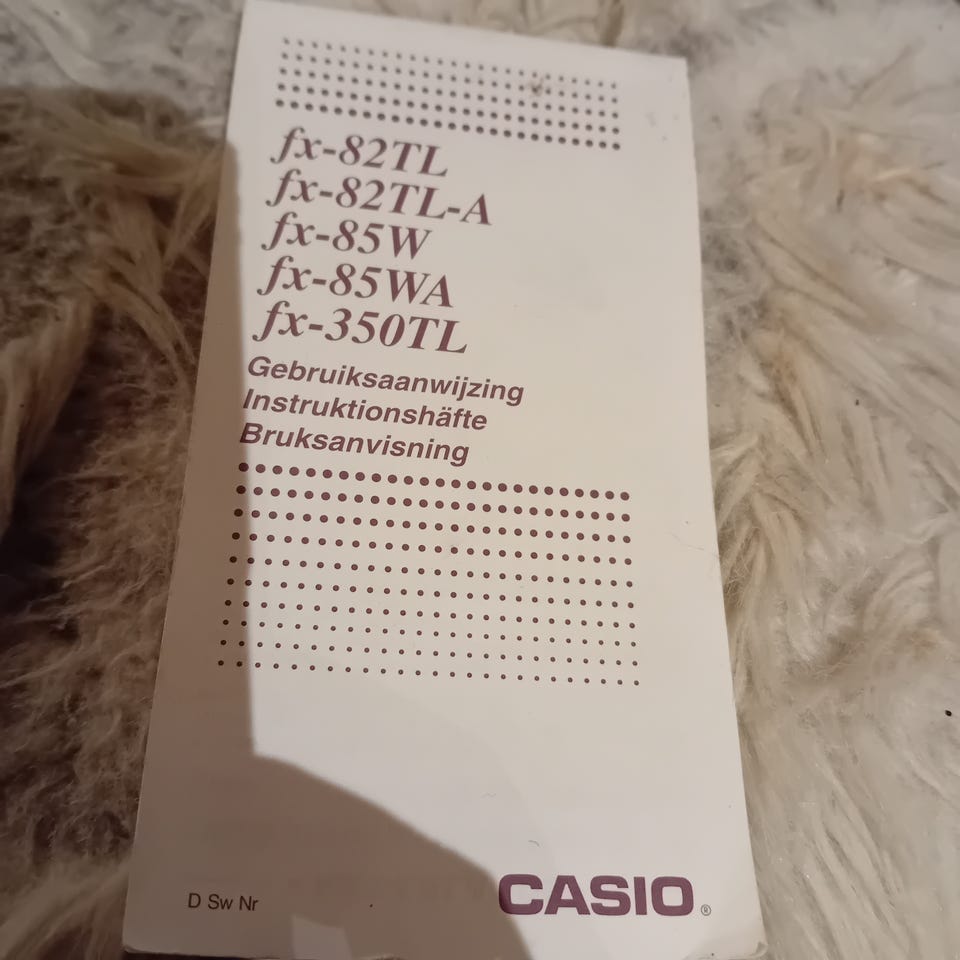 fx-82TL
fx-82TL-A
fx-85W
fx-85WA
fx-350TL
Gebruiksaanwijzing
Instruktionshäfte
Bruksanvisning
D Sw Nr
CASIO®